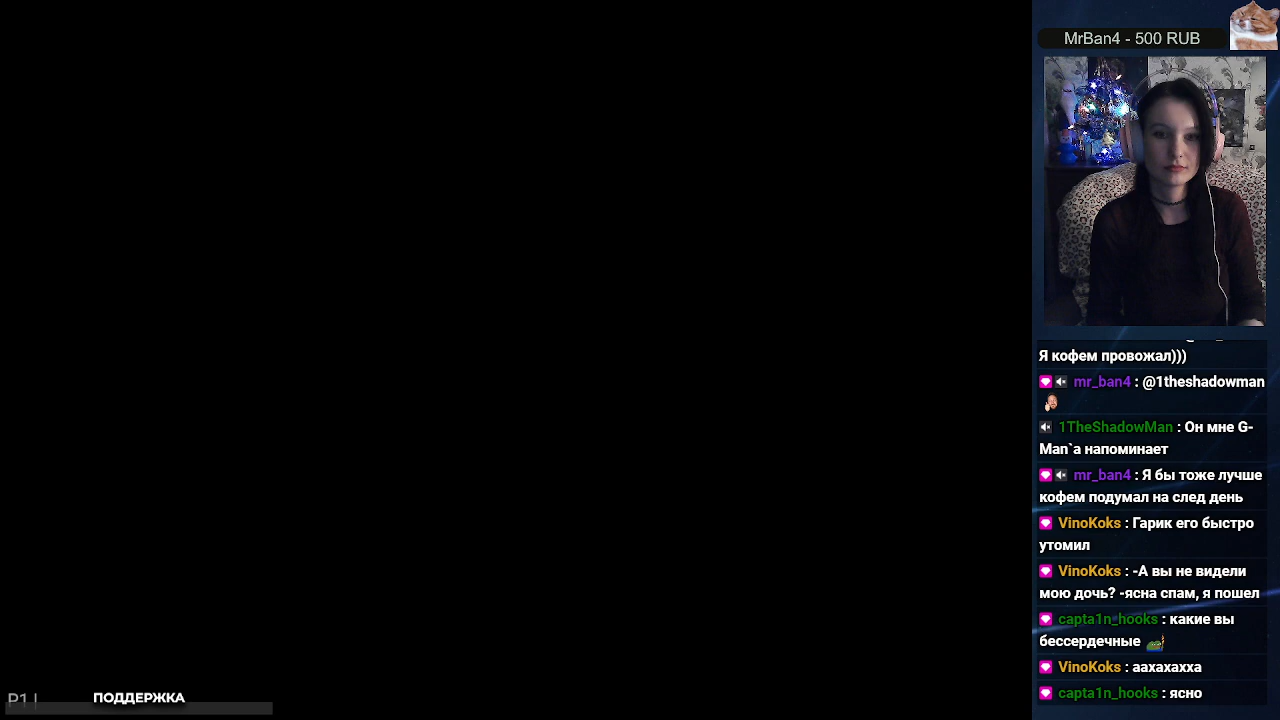 MrBan4 - 500 RUB
Я кофем провожал)))
mr_ban4 : @1theshadowman
1TheShadowMan : Он мне G-
Man`а напоминает
mr_ban4 : Я бы тоже лучше
кофем подумал на след день
VinoKoks : Гарик его быстро
утомил
VinoKoks : -А вы не видели
мою дочь? -ясна спам, я пошел
capta1n_hooks : какие вы
бессердечные
VinoKoks : аахахахха
capta1n_hooks : ясно
ПОДДЕРЖКА